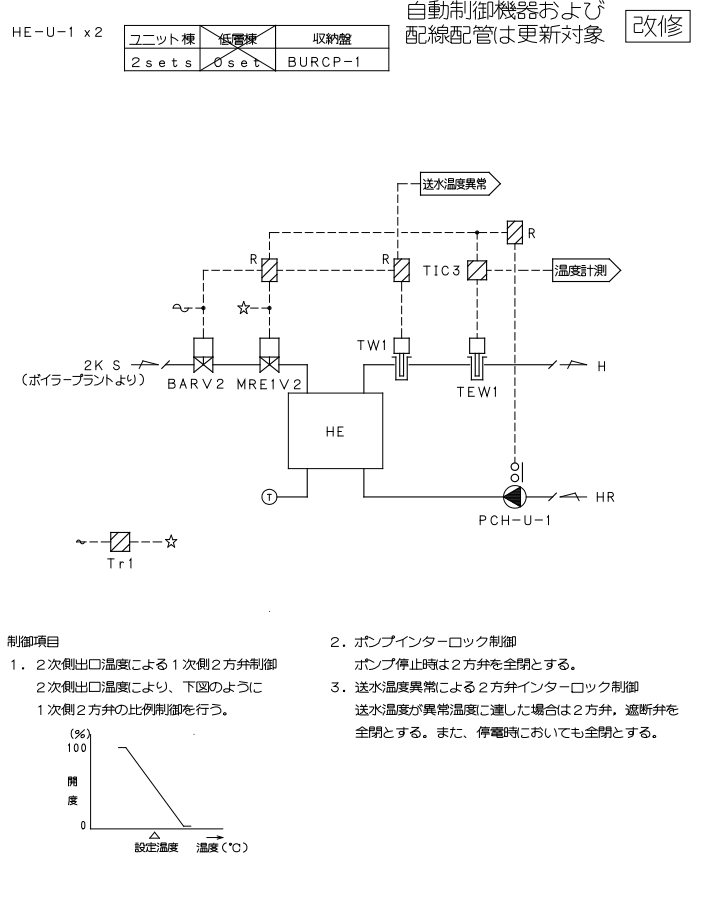 自動制御機器および
配線配管は更新対象
改修
HE-U-1 x2
ユニット棟 低層棟 収納盤
2sets 0set BURCP-1
送水温度異常
R
R R TIC3 温度計測
TW1
2K S H
(ボイラープラントより) BARV2 MRE1V2 TEW1
HE
T HR
PCH-U-1
Tr1
制御項目
1. 2次側出口温度による1次側2方弁制御
2次側出口温度により、下図のように
1次側2方弁の比例制御を行う。
(%)
100
開
度
0
設定温度 温度(℃)
2. ポンプインターロック制御
ポンプ停止時は2方弁を全閉とする。
3. 送水温度異常による2方弁インターロック制御
送水温度が異常温度に達した場合は2方弁，遮断弁を
全閉とする。また、停電時においても全閉とする。